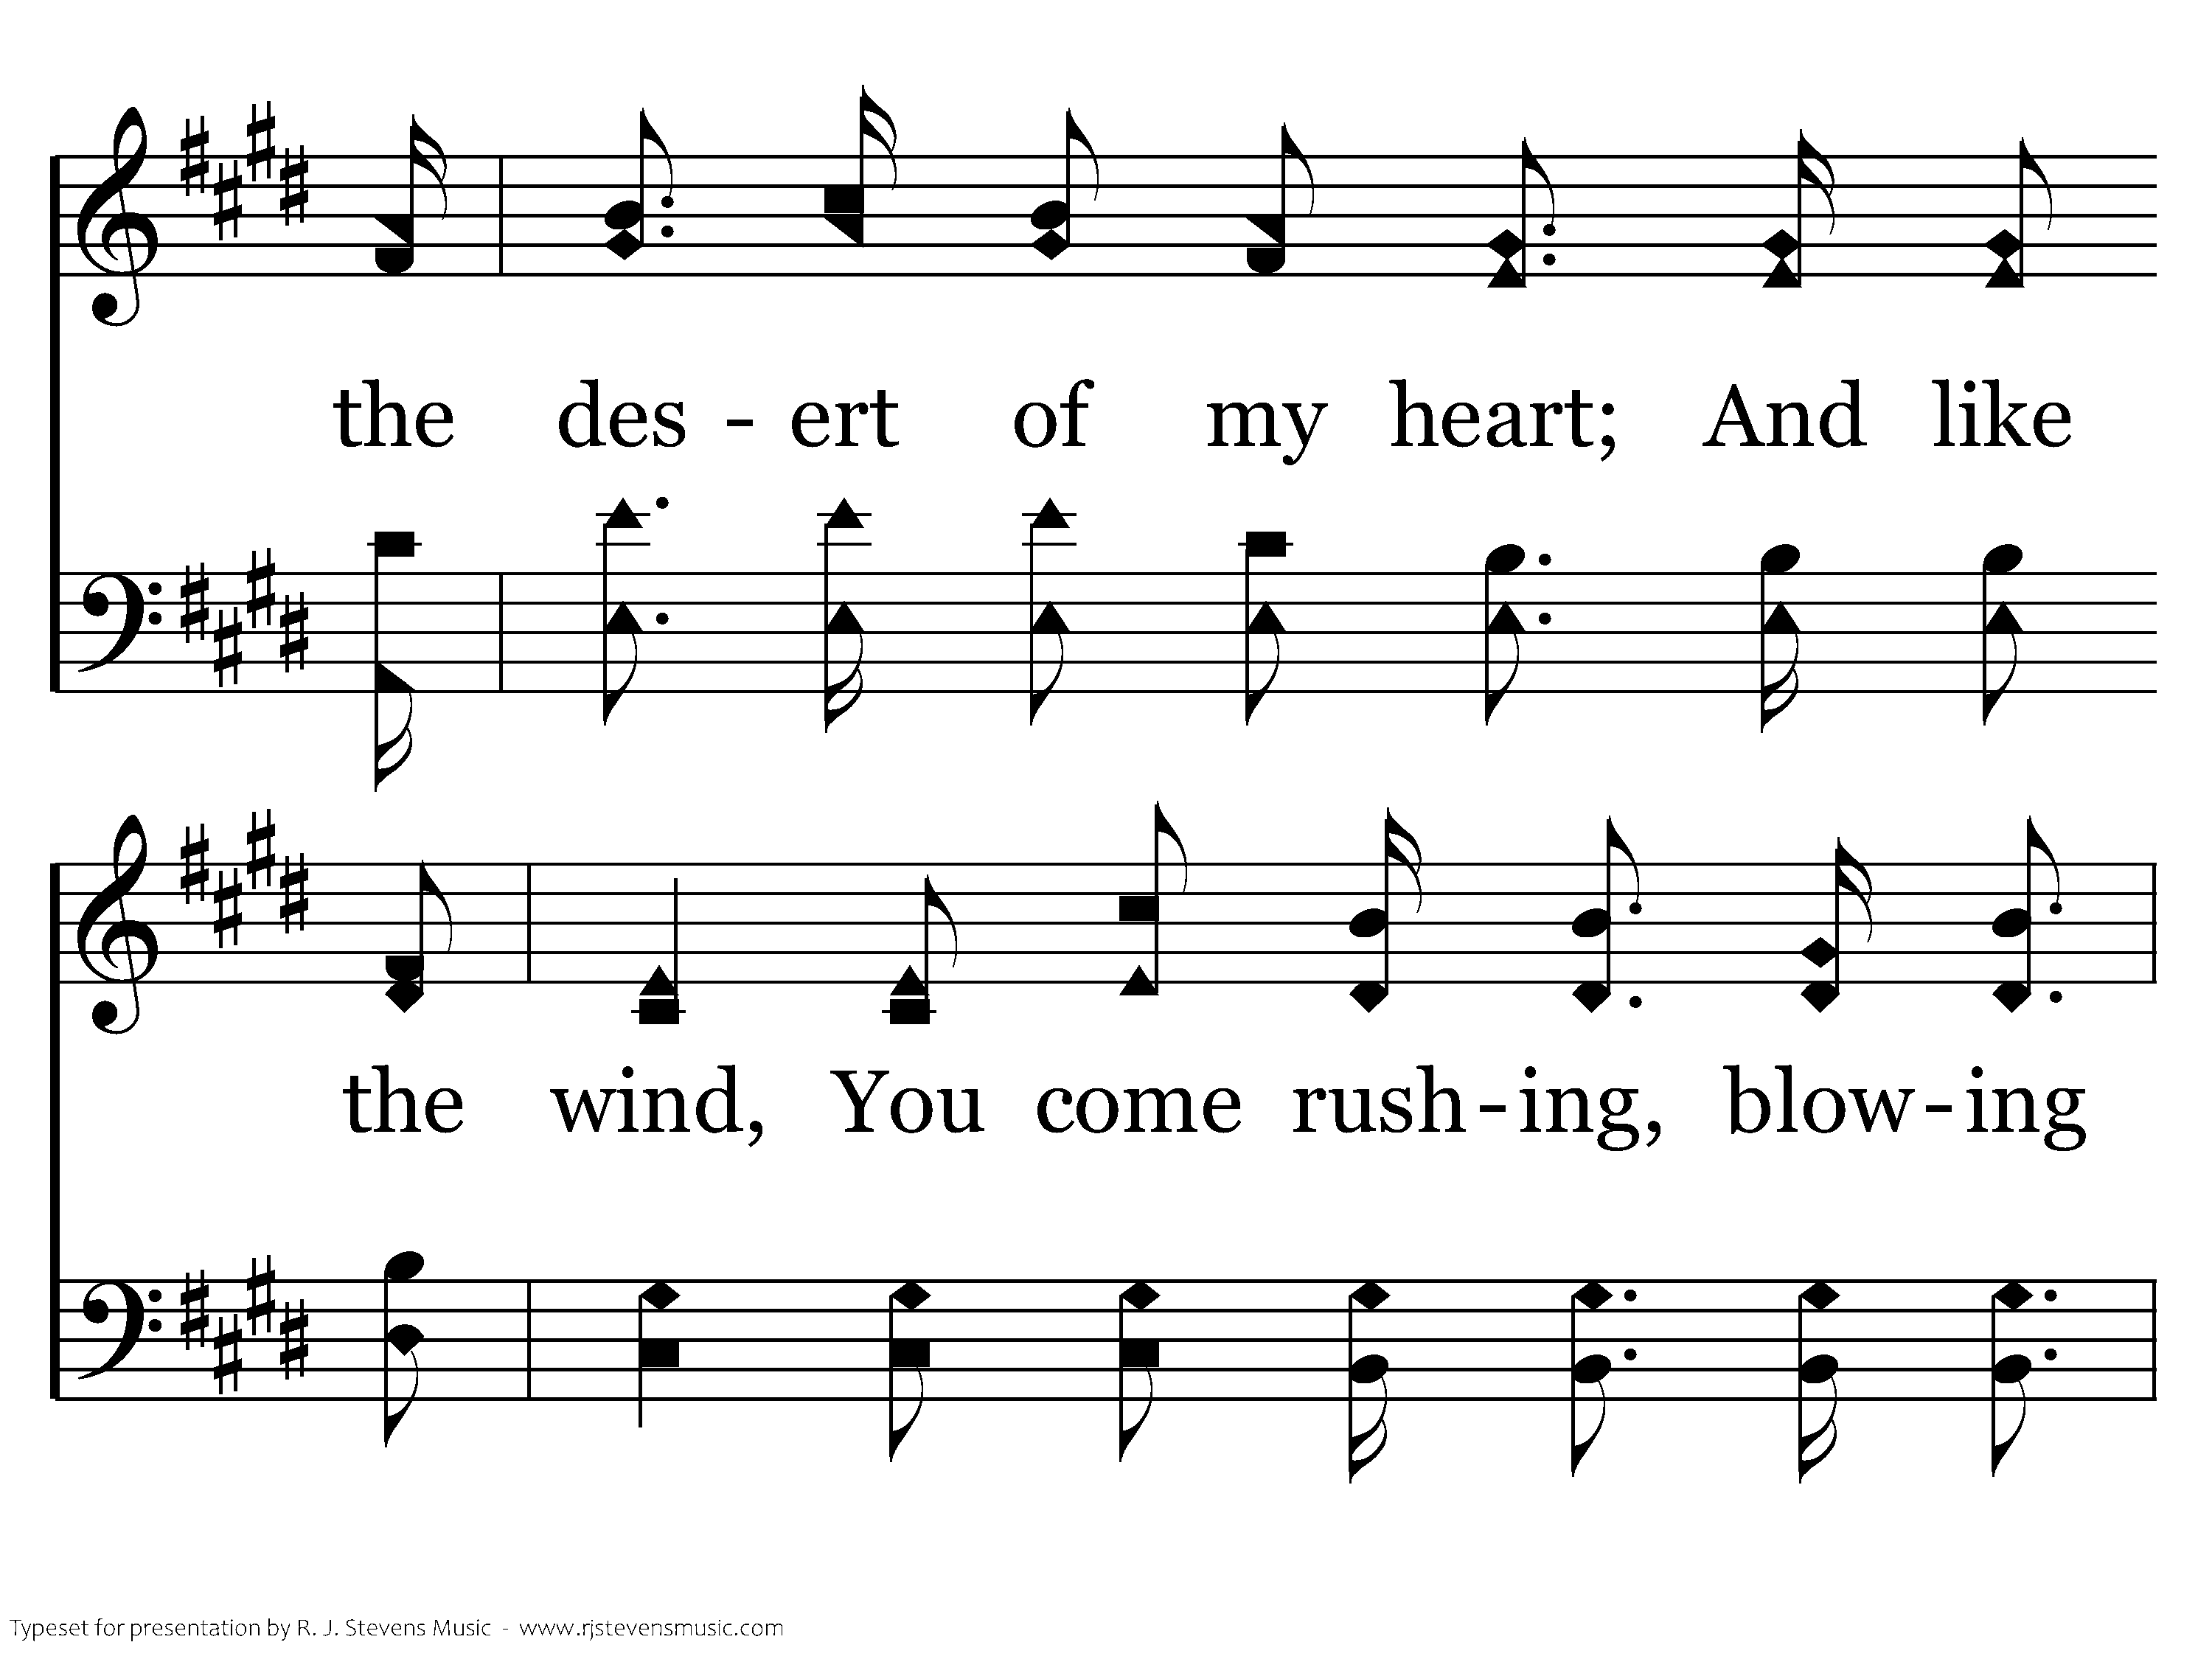 the des - ert of my heart; And like
the wind, You come rush - ing, blow - ing
Typeset for presentation by R. J. Stevens Music - www.rjstevensmusic.com